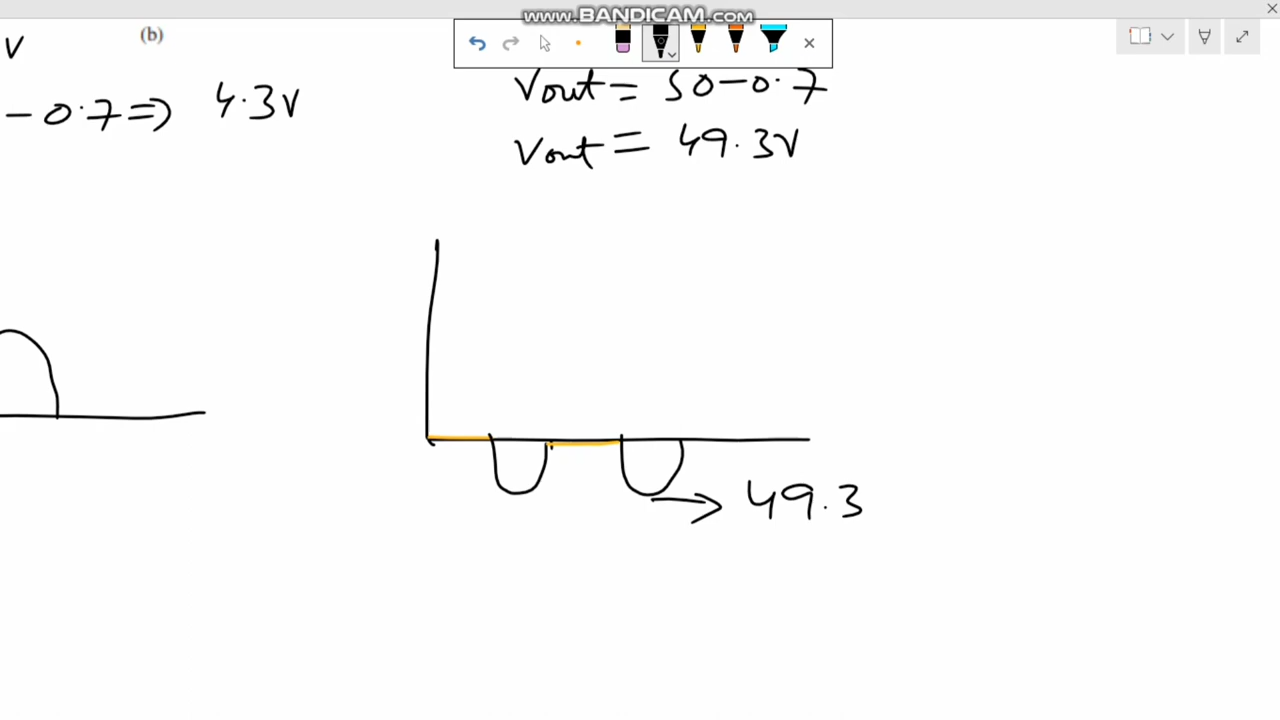 www.BANDICAM.com
(b)
V
- 0.7 => 4.3V
Vout = 50-0.7
Vout = 49.3V
49.3